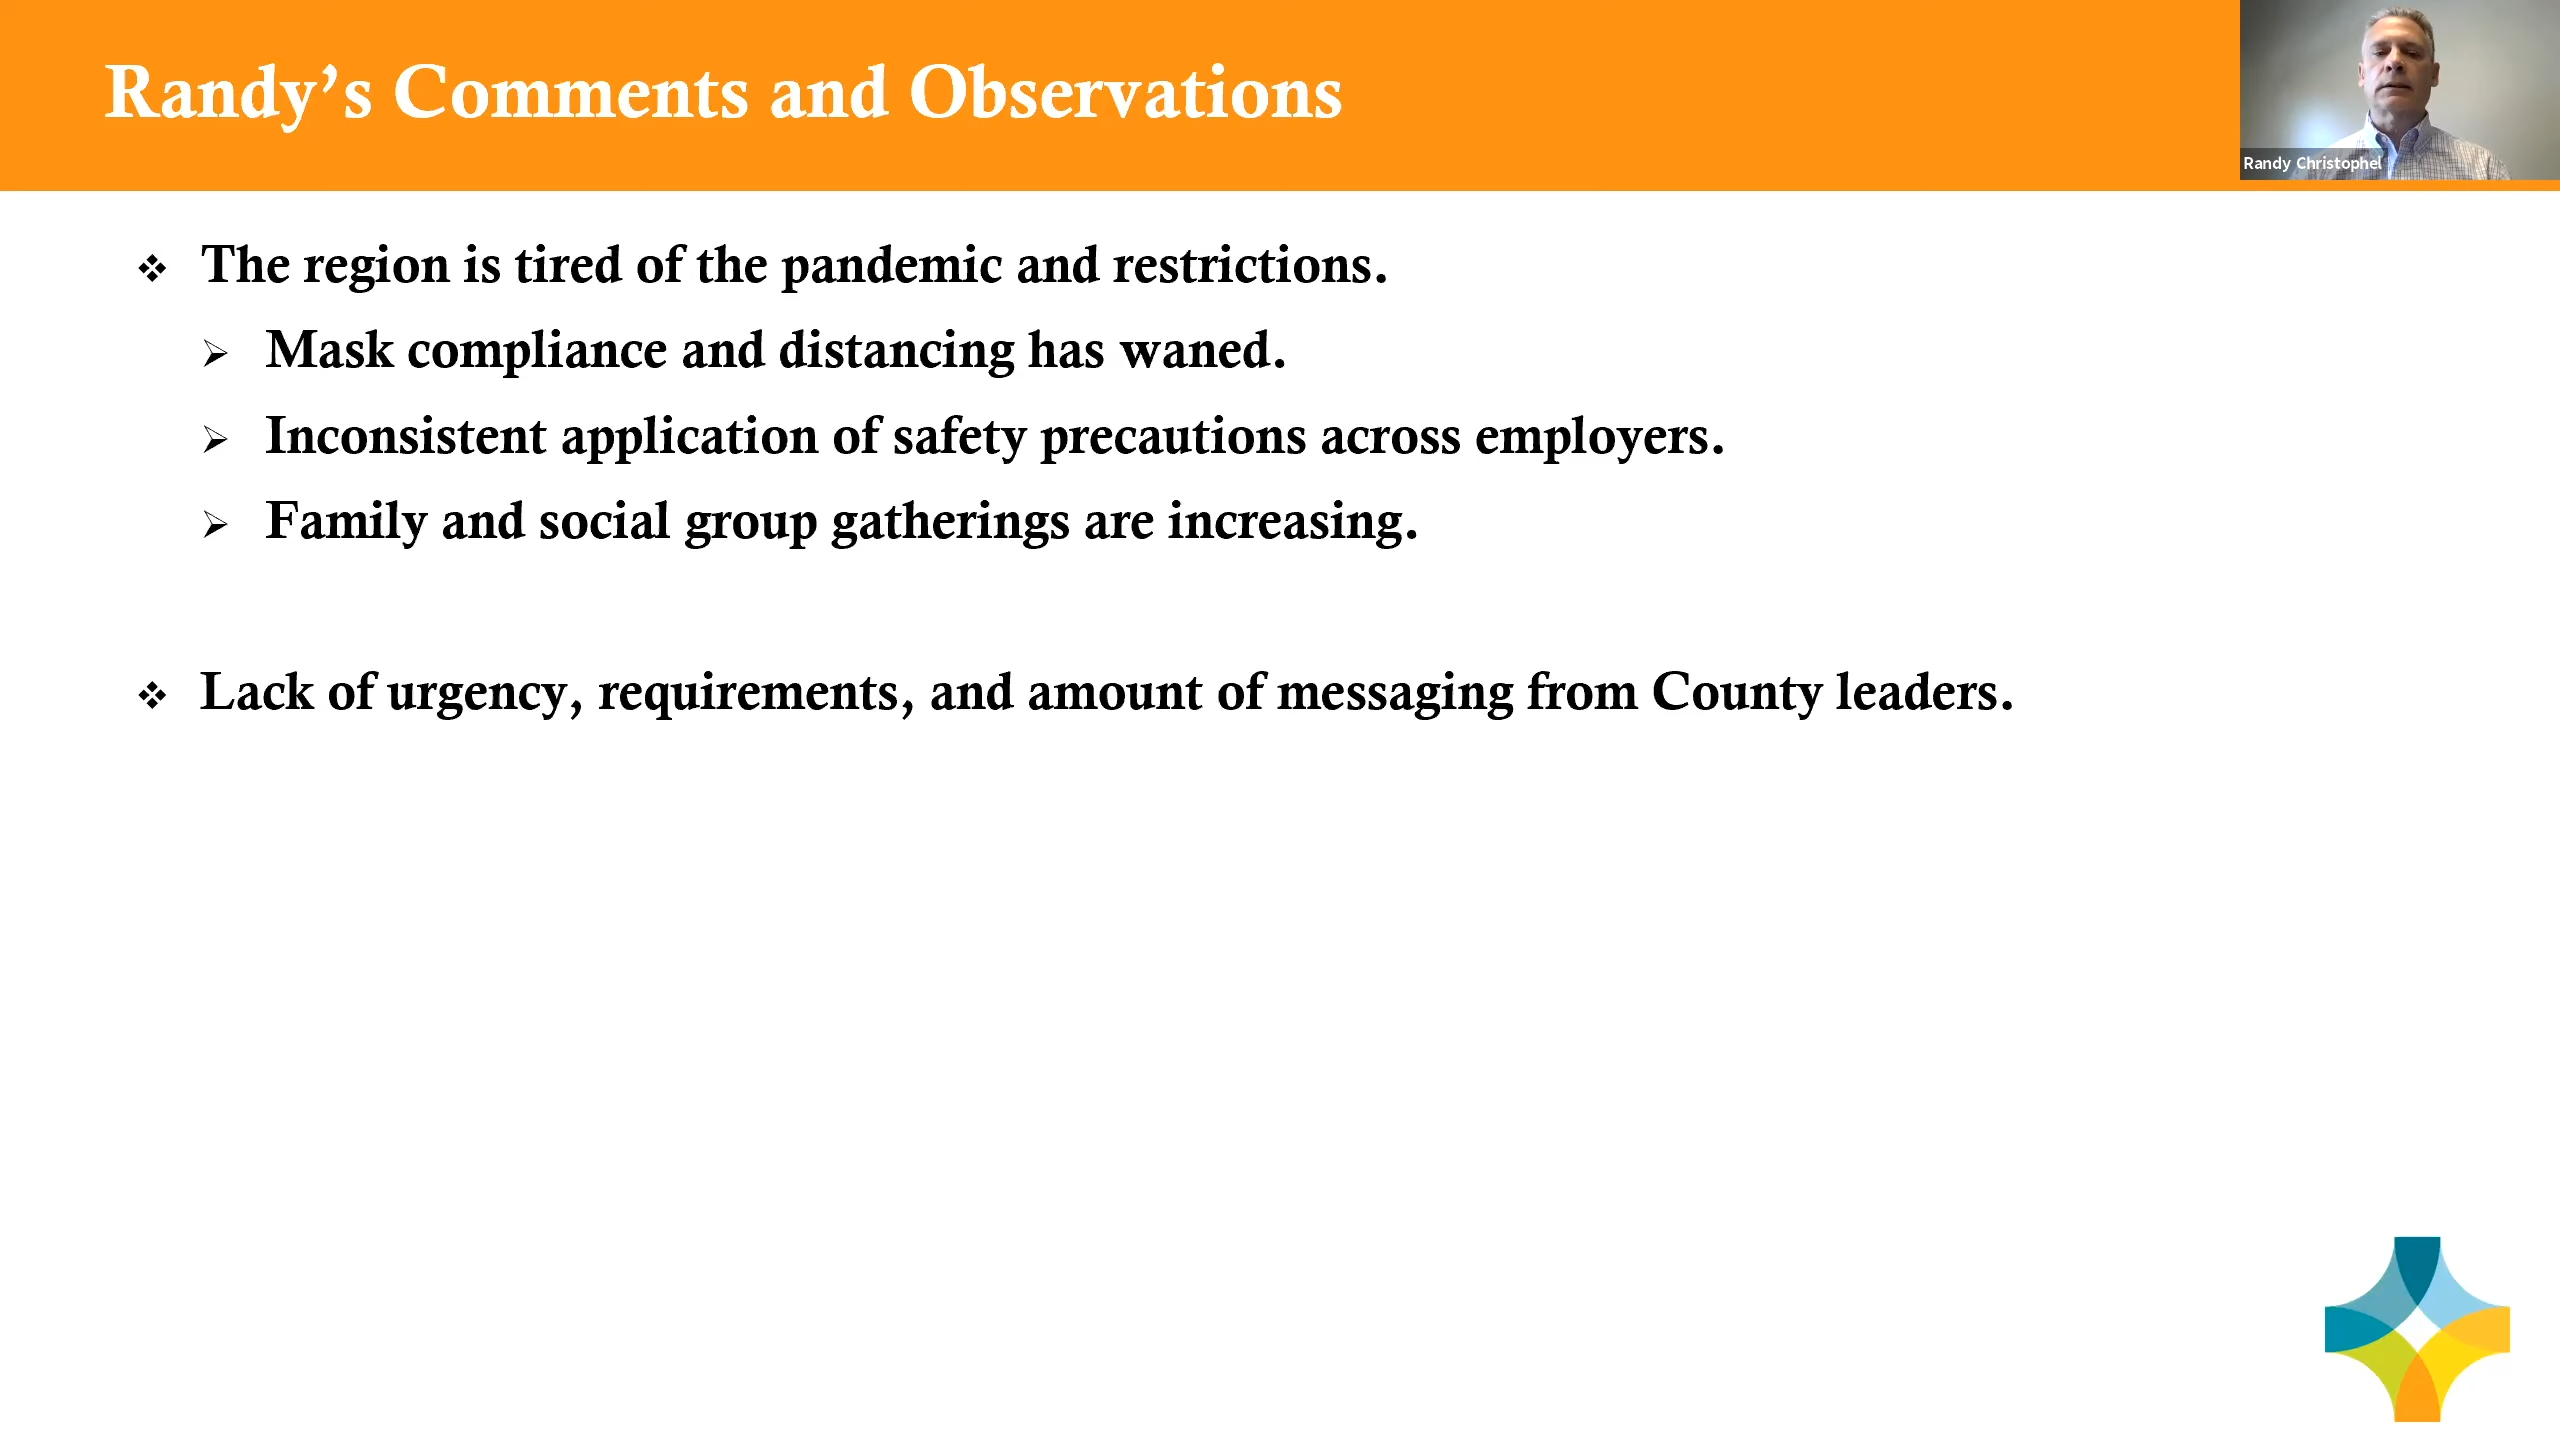 Randy’s Comments and Observations
Randy Christophel
❖ The region is tired of the pandemic and restrictions.
➢ Mask compliance and distancing has waned.
➢ Inconsistent application of safety precautions across employers.
➢ Family and social group gatherings are increasing.
❖ Lack of urgency, requirements, and amount of messaging from County leaders.